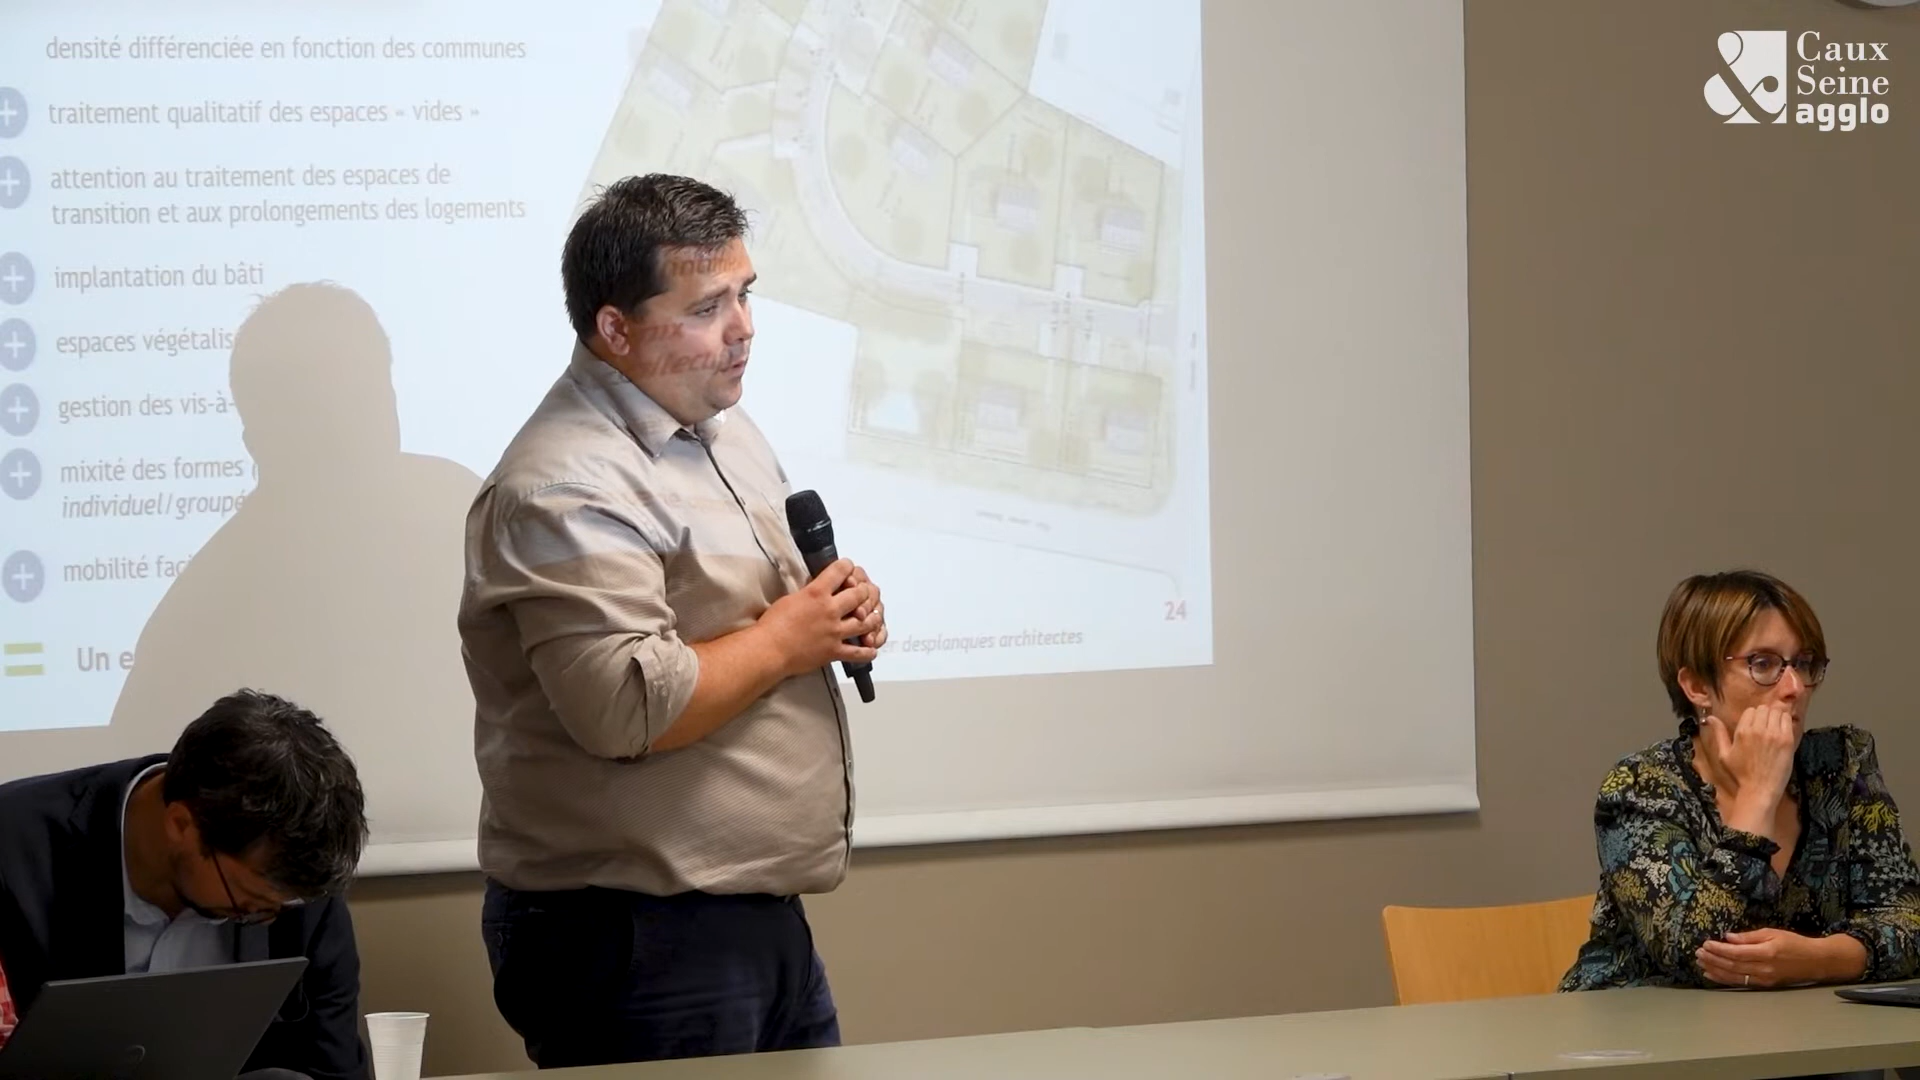 densité différenciée en fonction des communes
traitement qualitatif des espaces « vides »
attention au traitement des espaces de
transition et aux prolongements des logements
implantation du bâti
espaces végétalis
gestion des vis-à-
mixité des formes
individuel/groupé
mobilité fac
Un e
24
desplanques architectes
Caux
Seine
agglo